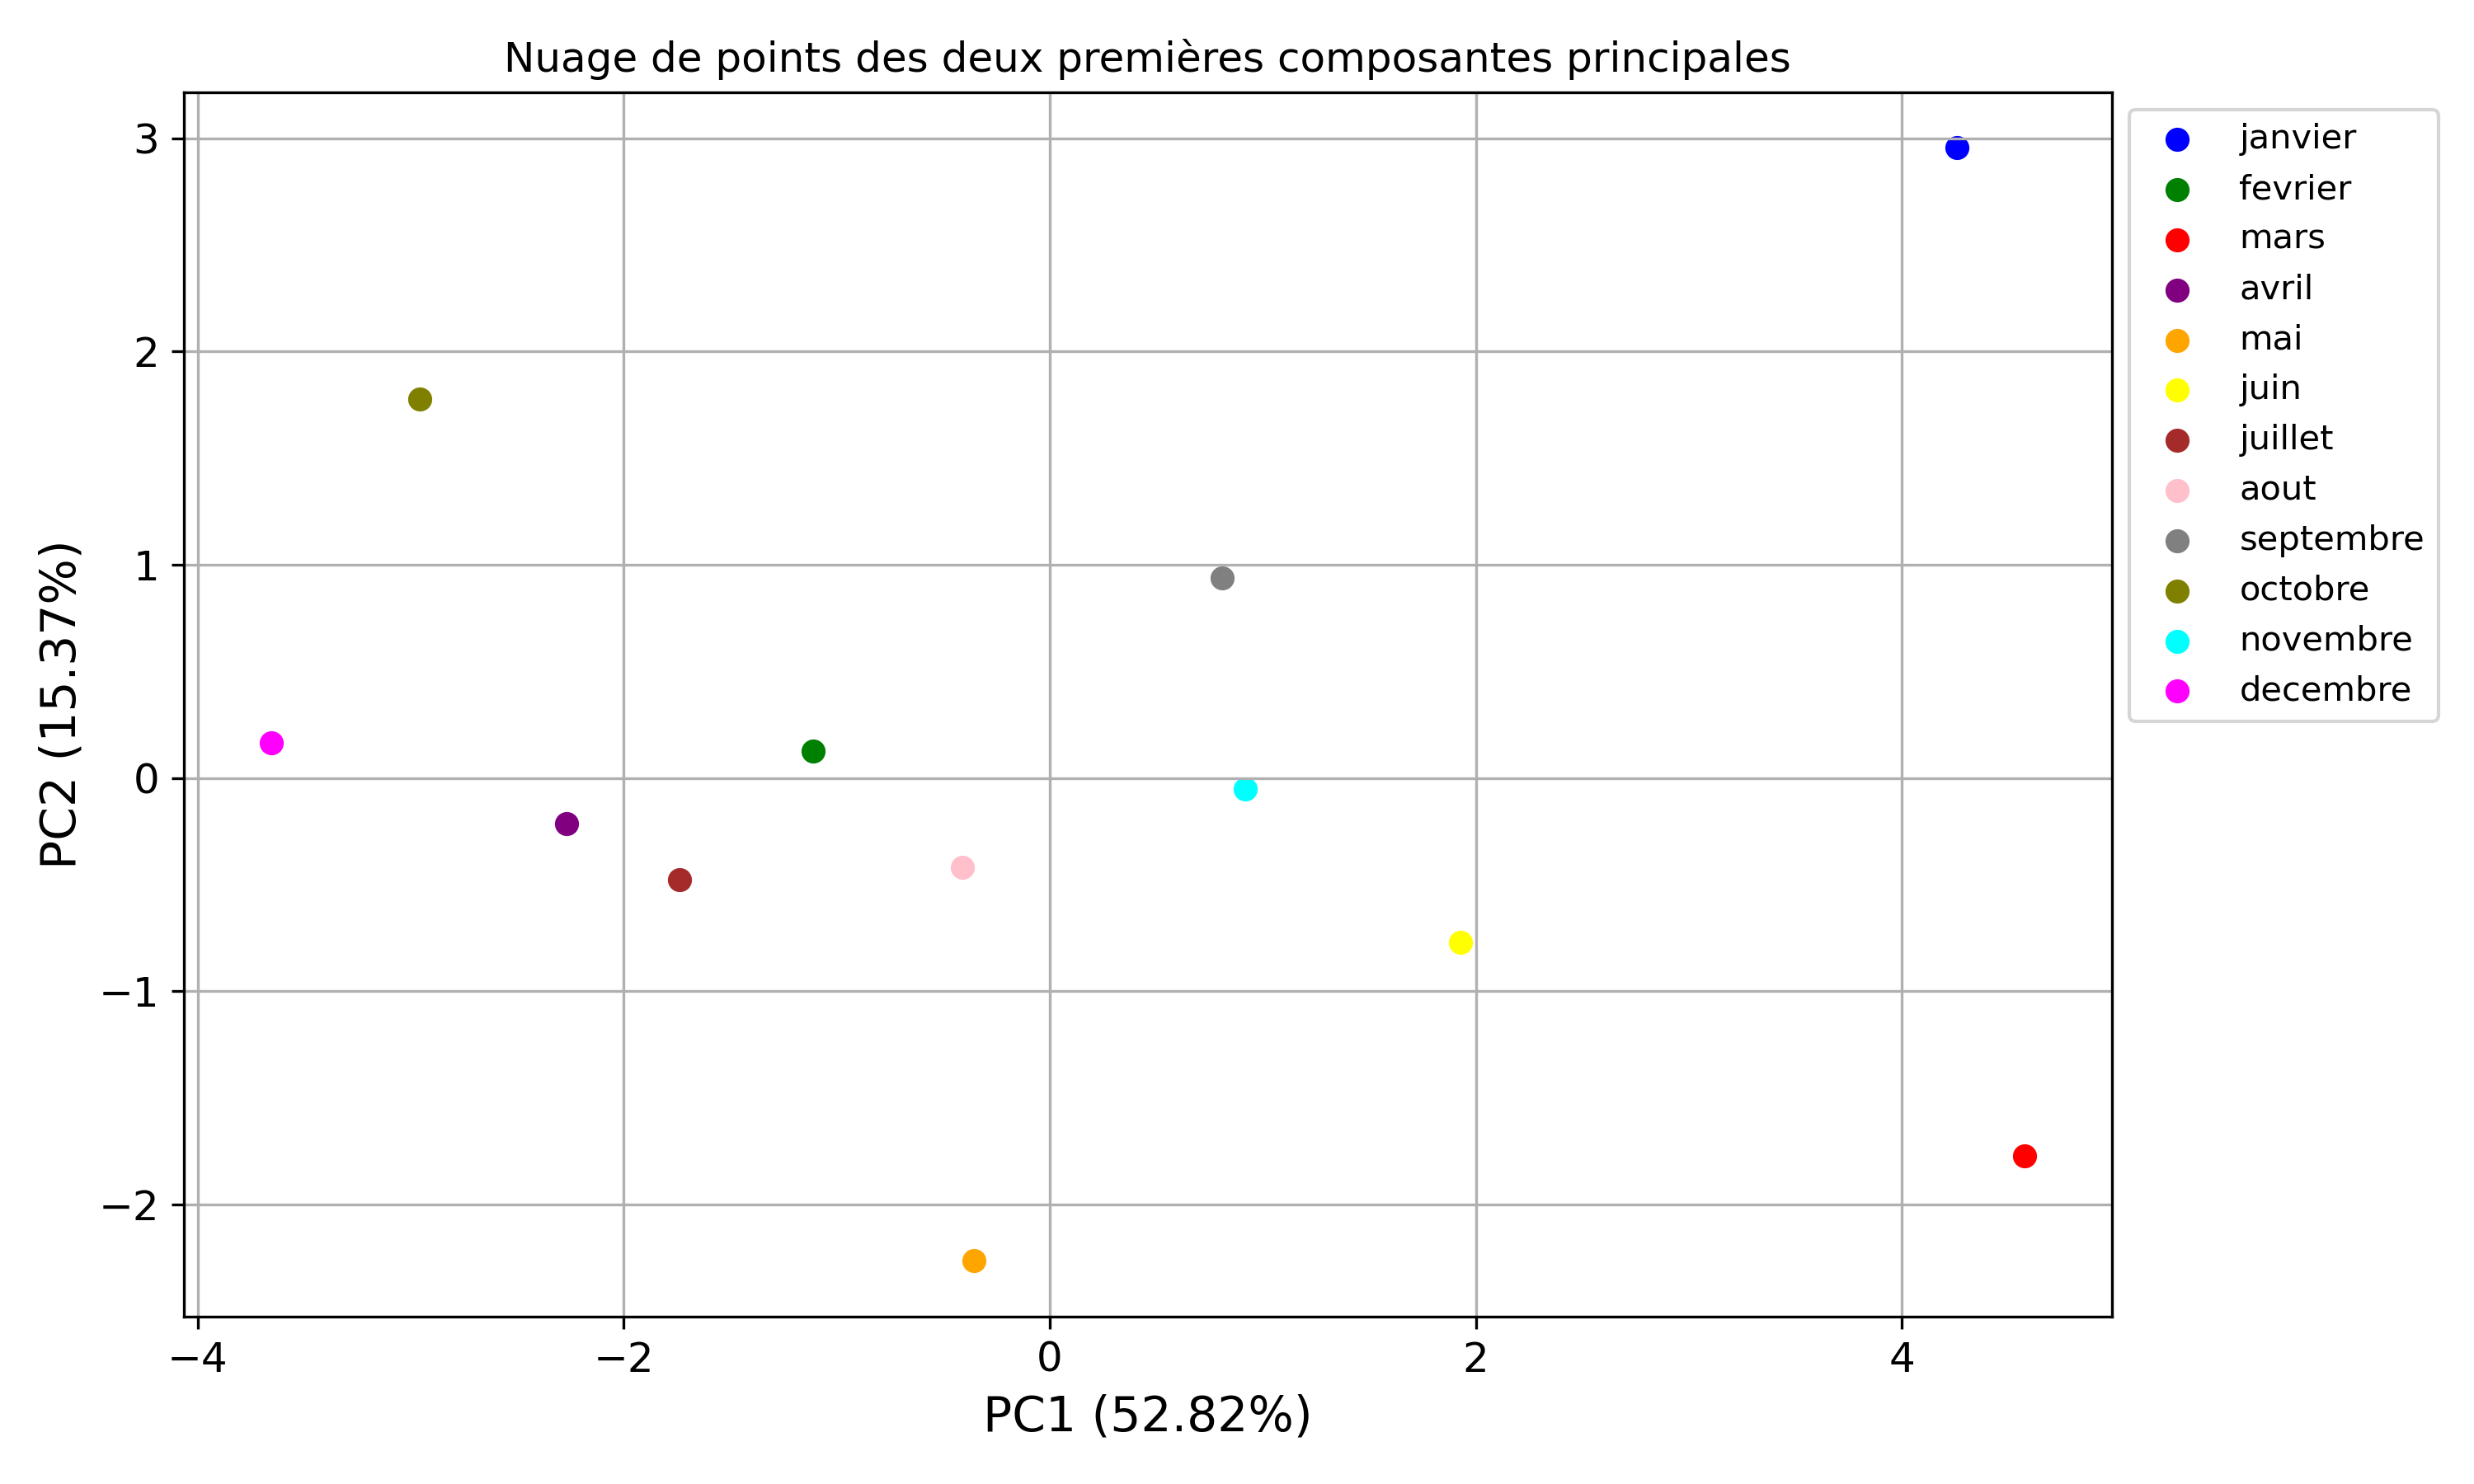 Nuage de points des deux premières composantes principales
3
2
1
0
−1
−2
PC2 (15.37%)
−4
−2
0
2
4
PC1 (52.82%)
janvier
fevrier
mars
avril
mai
juin
juillet
aout
septembre
octobre
novembre
decembre